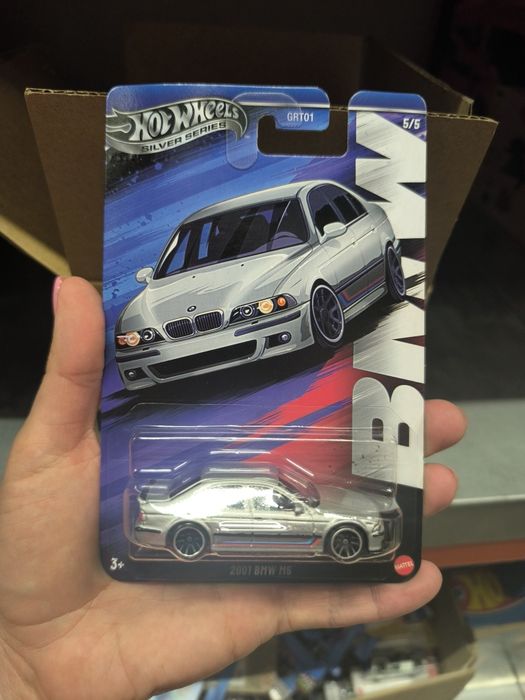 HOT WHEELS
SILVER SERIES
GRT01
5/5
BMW
3+
2001 BMW M5
MATTEL